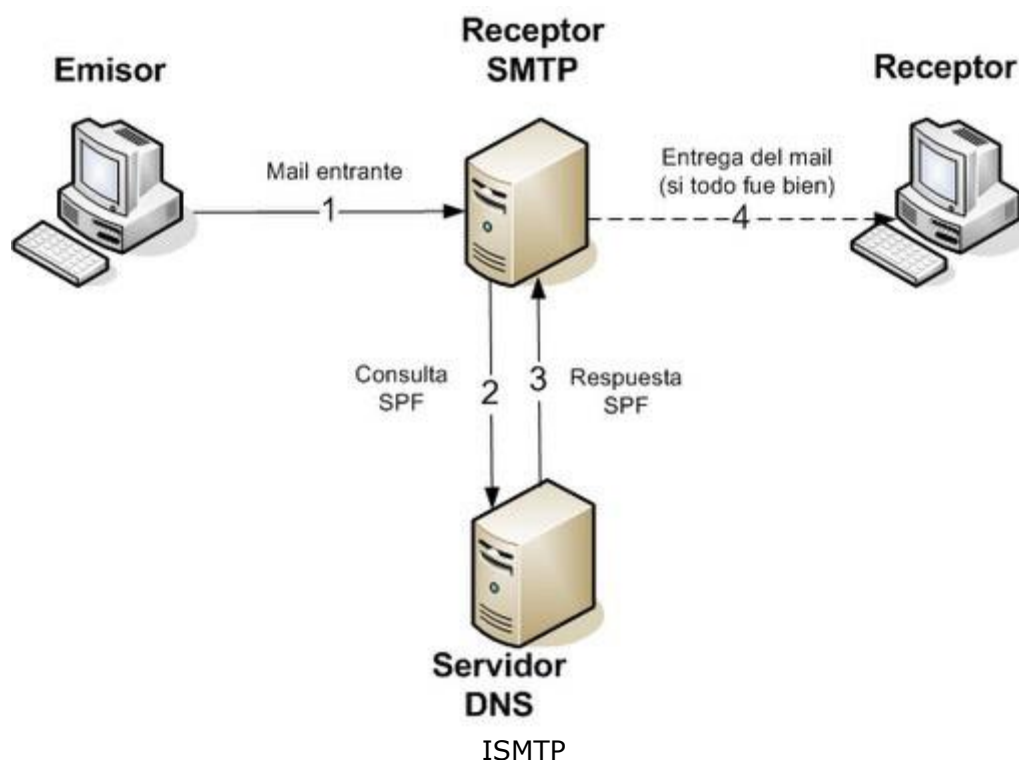 Emisor
Receptor
SMTP
Receptor
Mail entrante
1
Entrega del mail
(si todo fue bien)
4
Consulta
SPF
2
3
Respuesta
SPF
Servidor
DNS
ISMTP